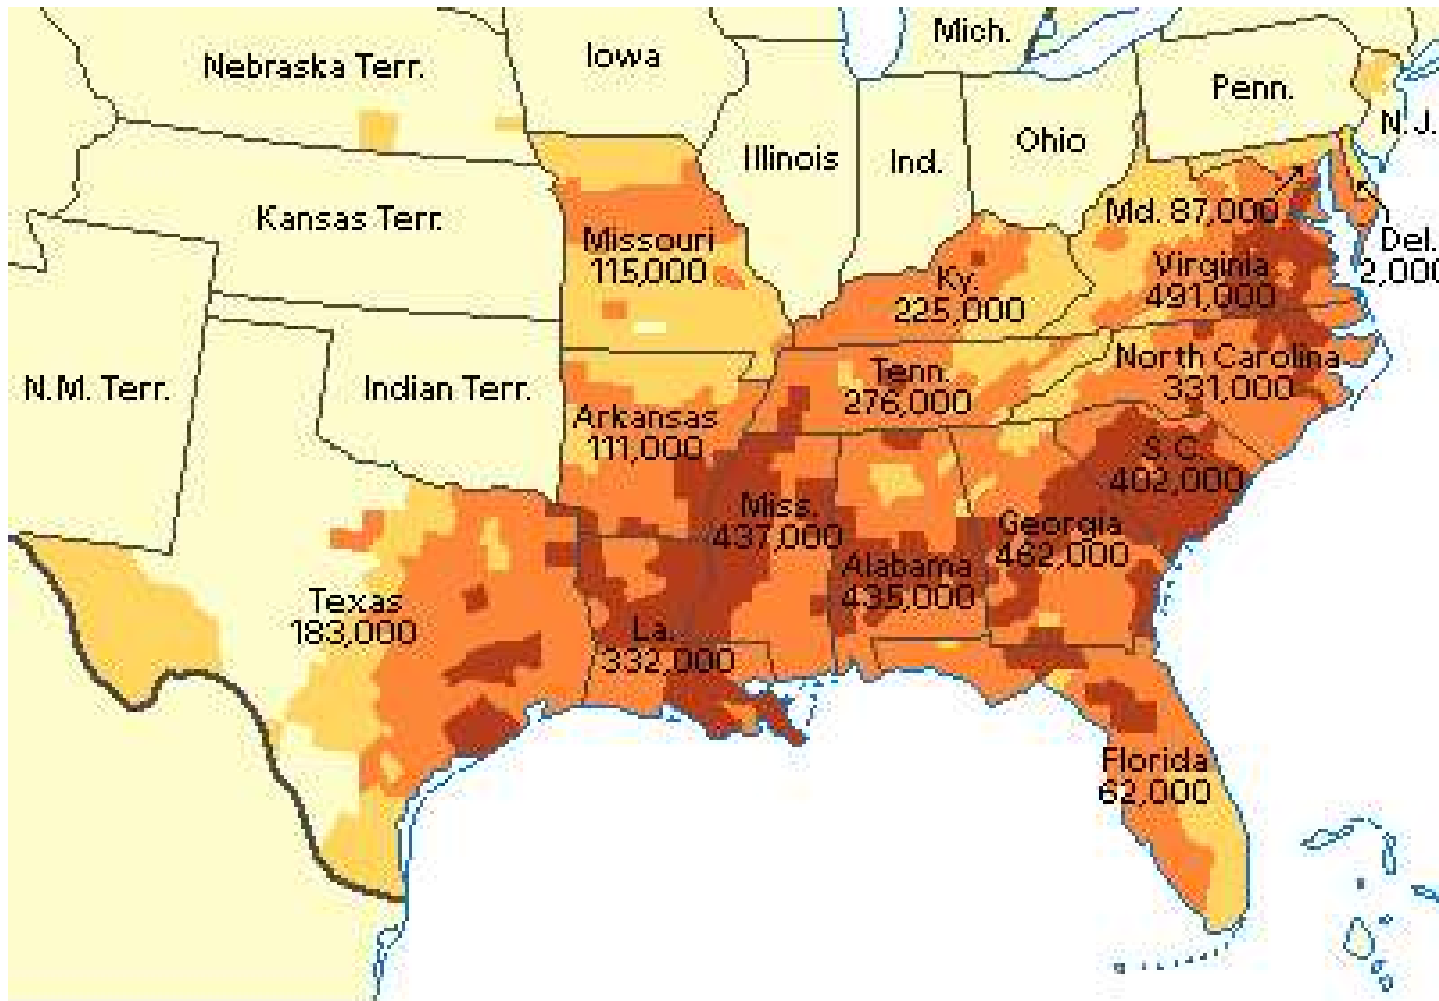 Mich.
Iowa
Nebraska Terr.
Penn.
N.J.
Ohio
Illinois
Ind.
Kansas Terr.
Md. 87,000
Missouri
115,000
Del.
2,000
Virginia
491,000
Ky.
225,000
North Carolina
331,000
Tenn.
276,000
N.M. Terr.
Indian Terr.
Arkansas
111,000
S.C.
402,000
Miss.
437,000
Georgia
462,000
Alabama
435,000
Texas
183,000
La.
332,000
Florida
62,000